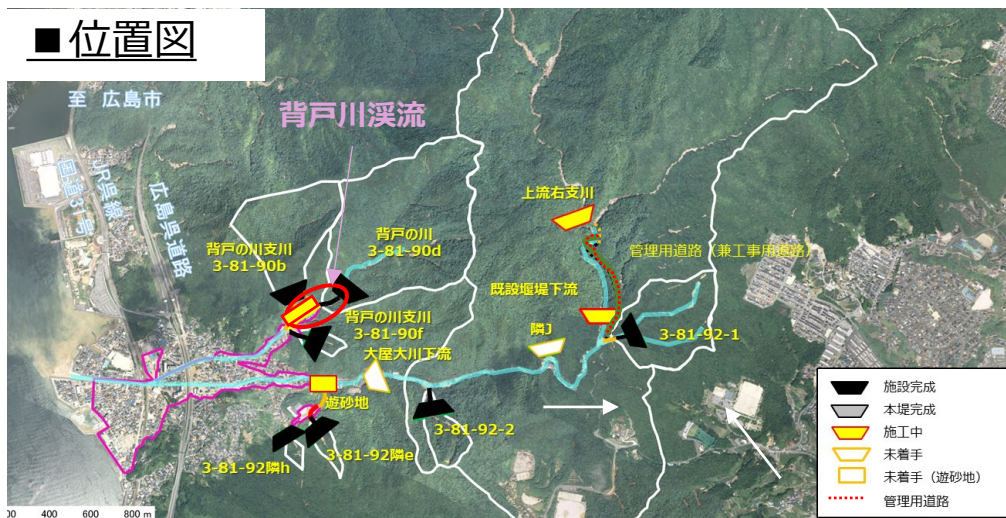 ■位置図
至 広島市
国道31号
JR呉線
広島呉道路
背戸川渓流
背戸の川支川
3-81-90b
背戸の川
3-81-90d
背戸の川支川
3-81-90f
大屋大川下流
遊砂地
3-81-92隣h
3-81-92隣e
3-81-92-2
隣J
上流右支川
管理用道路（兼工事用道路）
既設堰堤下流
3-81-92-1
施設完成
本堤完成
施工中
未着手
未着手（遊砂地）
管理用道路
00 400 600 800 m